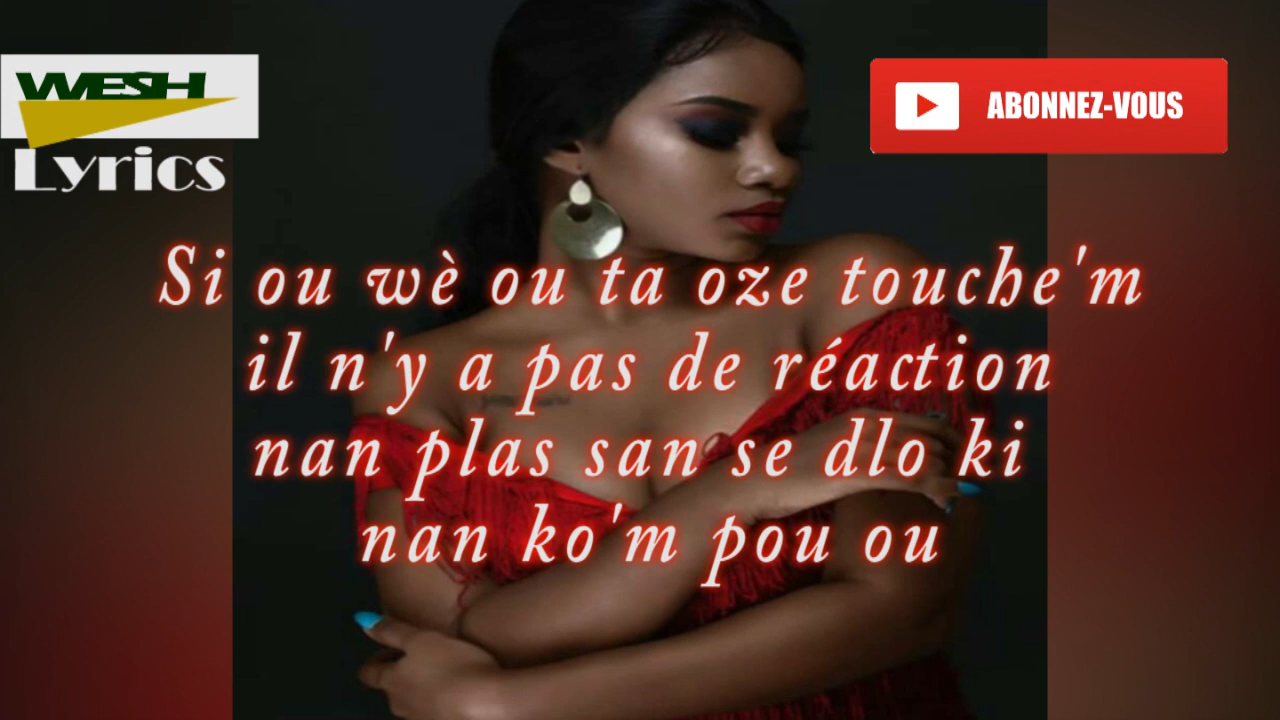 WESH
Lyrics
ABONNEZ-VOUS
Si ou wè ou ta oze touche'm
il n'y a pas de réaction
nan plas san se dlo ki
nan ko'm pou ou